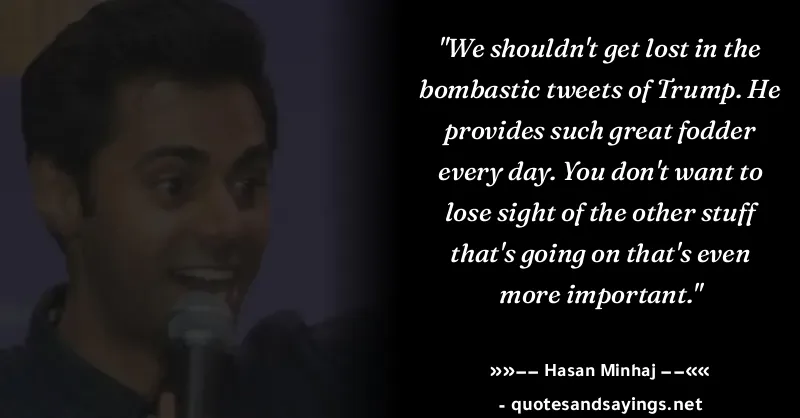 "We shouldn't get lost in the
bombastic tweets of Trump. He
provides such great fodder
every day. You don't want to
lose sight of the other stuff
that's going on that's even
more important."
»»—— Hasan Minhaj ——««
- quotesandsayings.net